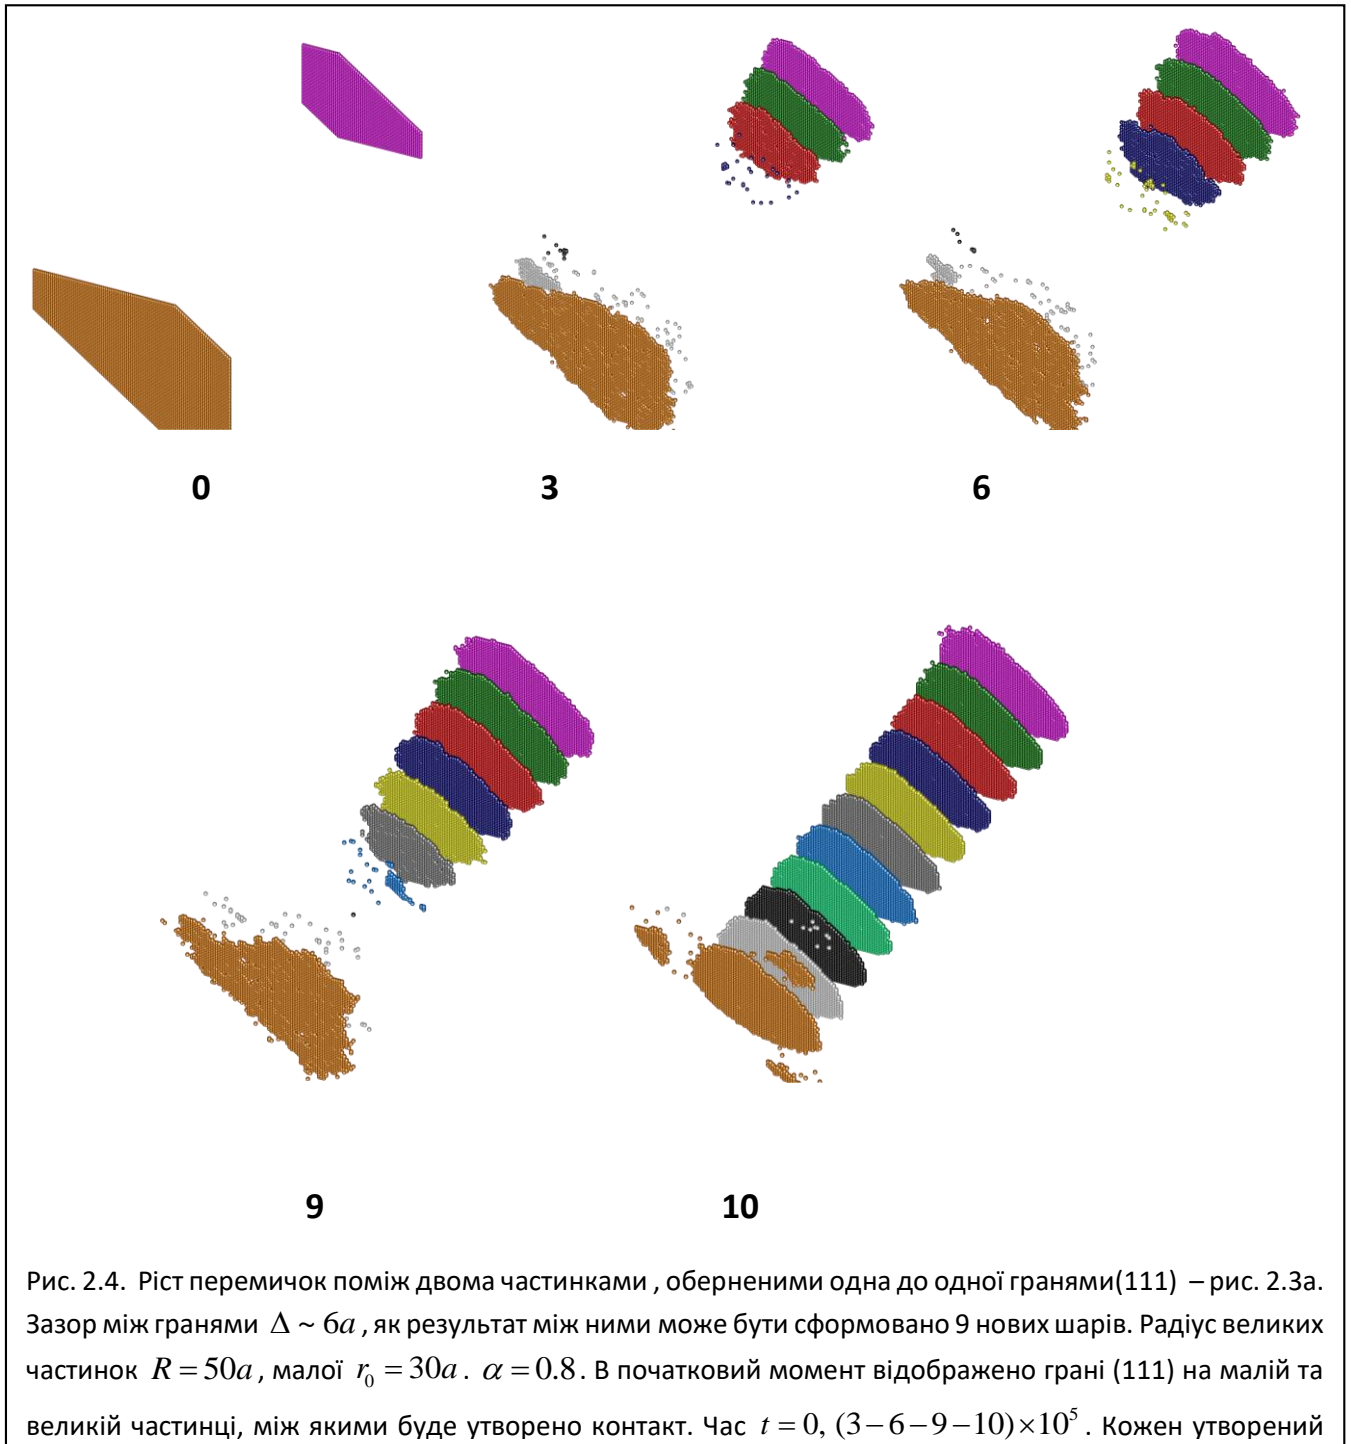 0 3 6
9 10
Рис. 2.4. Ріст перемичок поміж двома частинками , оберненими одна до одної гранями(111) – рис. 2.3а.
Зазор між гранями Δ ~ 6a , як результат між ними може бути сформовано 9 нових шарів. Радіус великих
частинок R = 50a , малої r₀ = 30a . α = 0.8 . В початковий момент відображено грані (111) на малій та
великій частинці, між якими буде утворено контакт. Час t = 0, (3 − 6 − 9 − 10) × 10⁵ . Кожен утворений